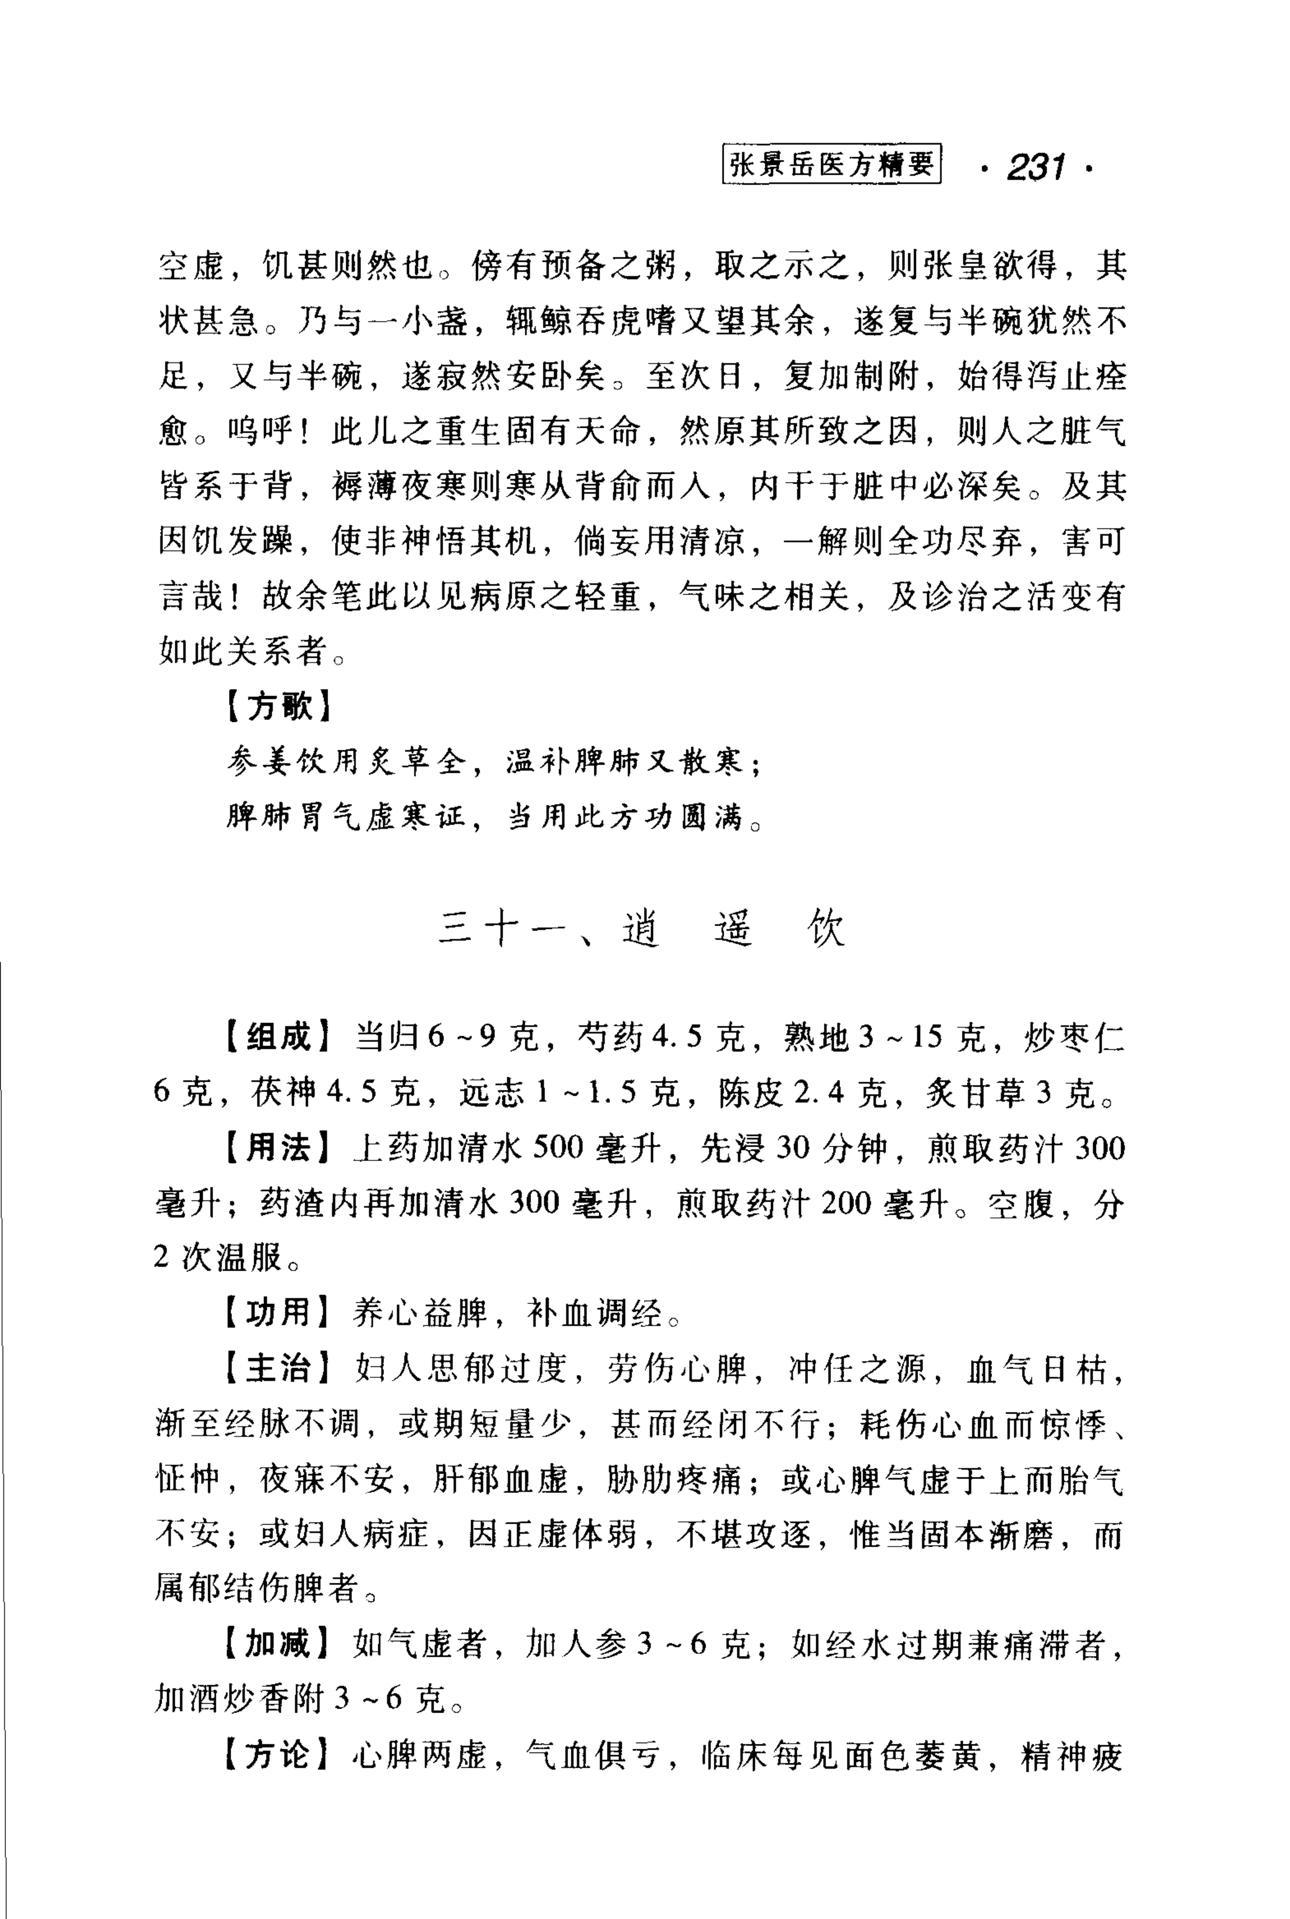 张景岳医方精要 · 231 ·
空虚，饥甚则然也。傍有预备之粥，取之示之，则张皇欲得，其
状甚急。乃与一小盏，辄鲸吞虎嗜又望其余，遂复与半碗犹然不
足，又与半碗，遂寂然安卧矣。至次日，复加制附，始得泻止痊
愈。呜呼！此儿之重生固有天命，然原其所致之因，则人之脏气
皆系于背，褥薄夜寒则寒从背俞而入，内干于脏中必深矣。及其
因饥发躁，使非神悟其机，倘妄用清凉，一解则全功尽弃，害可
言哉！故余笔此以见病原之轻重，气味之相关，及诊治之活变有
如此关系者。
【方歌】
参姜饮用炙草全，温补脾肺又散寒；
脾肺胃气虚寒证，当用此方功圆满。
三十一、逍遥饮
【组成】当归6~9克，芍药4.5克，熟地3~15克，炒枣仁
6克，茯神4.5克，远志1~1.5克，陈皮2.4克，炙甘草3克。
【用法】上药加清水500毫升，先浸30分钟，煎取药汁300
毫升；药渣内再加清水300毫升，煎取药汁200毫升。空腹，分
2次温服。
【功用】养心益脾，补血调经。
【主治】妇人思郁过度，劳伤心脾，冲任之源，血气日枯，
渐至经脉不调，或期短量少，甚而经闭不行；耗伤心血而惊悸、
怔忡，夜寐不安，肝郁血虚，胁肋疼痛；或心脾气虚于上而胎气
不安；或妇人病症，因正虚体弱，不堪攻逐，惟当固本渐磨，而
属郁结伤脾者。
【加减】如气虚者，加人参3~6克；如经水过期兼痛滞者，
加酒炒香附3~6克。
【方论】心脾两虚，气血俱亏，临床每见面色萎黄，精神疲